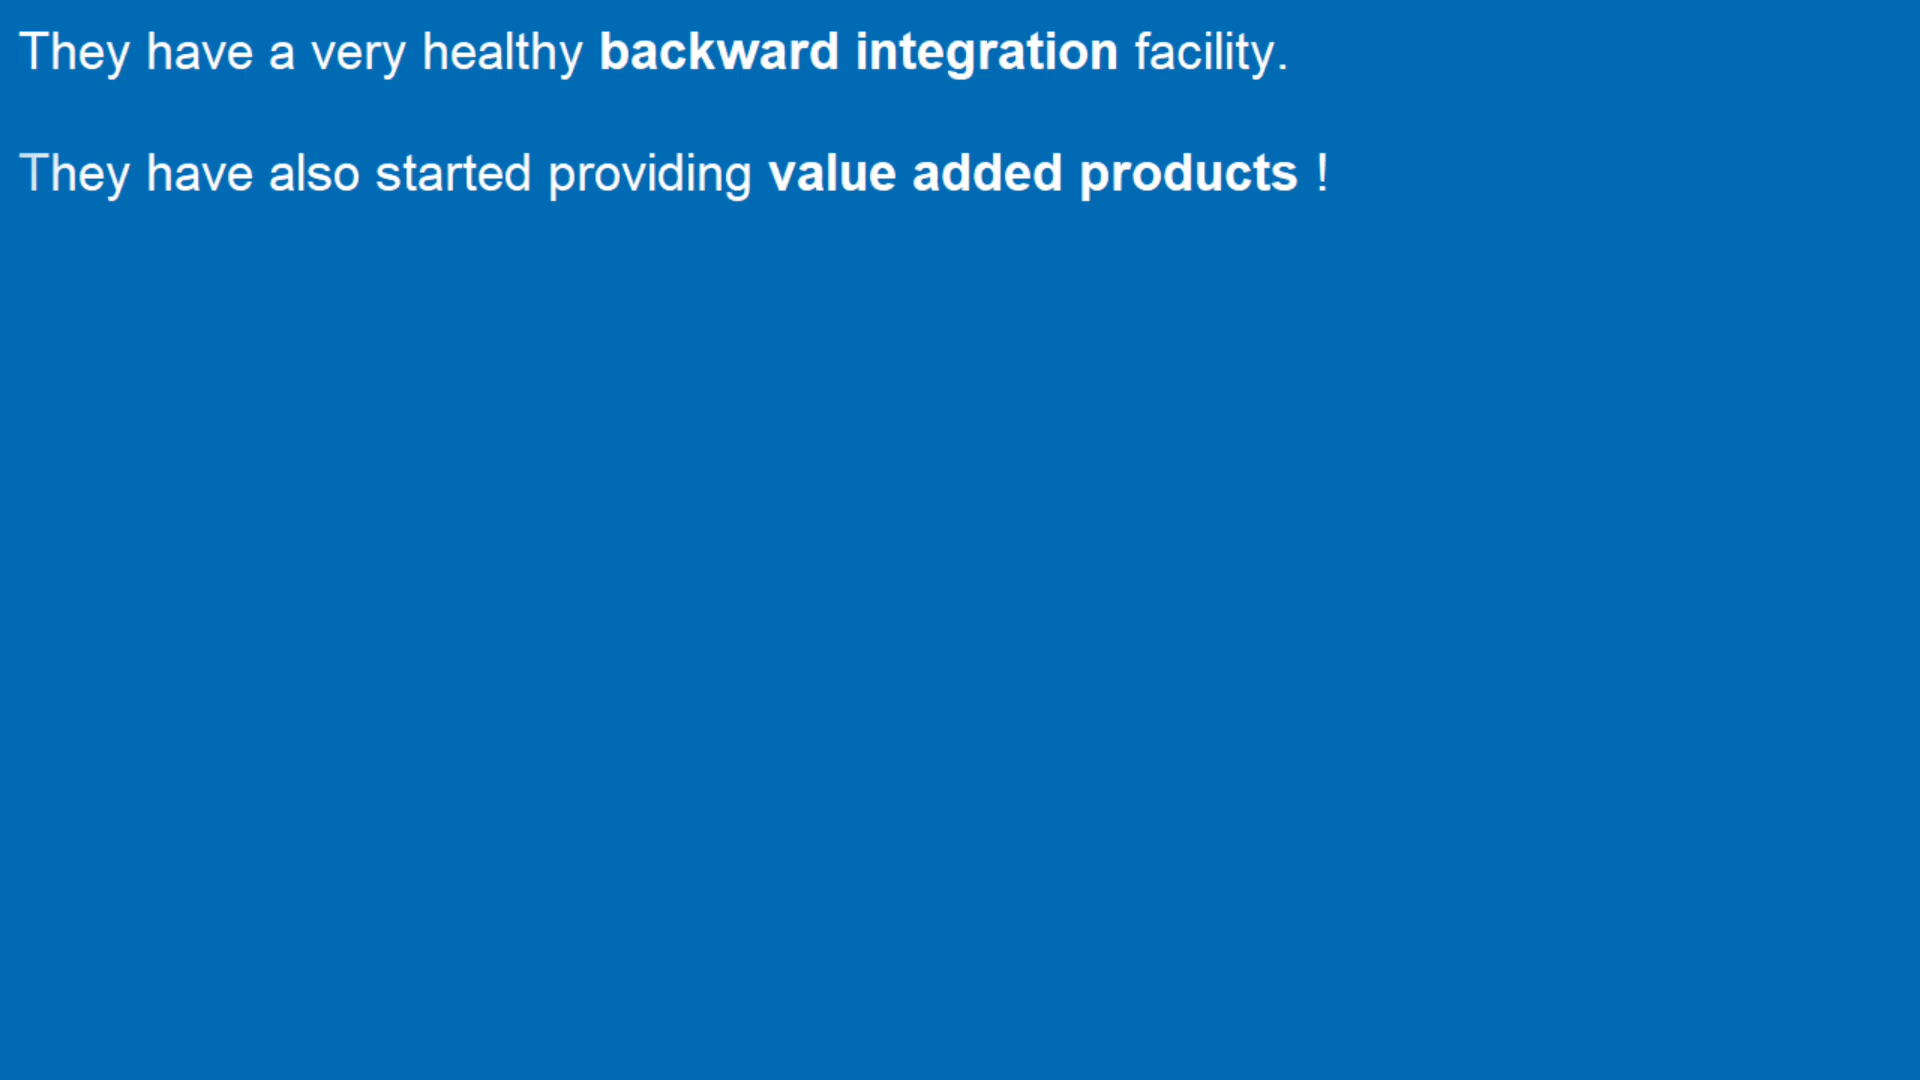 They have a very healthy backward integration facility.
They have also started providing value added products !